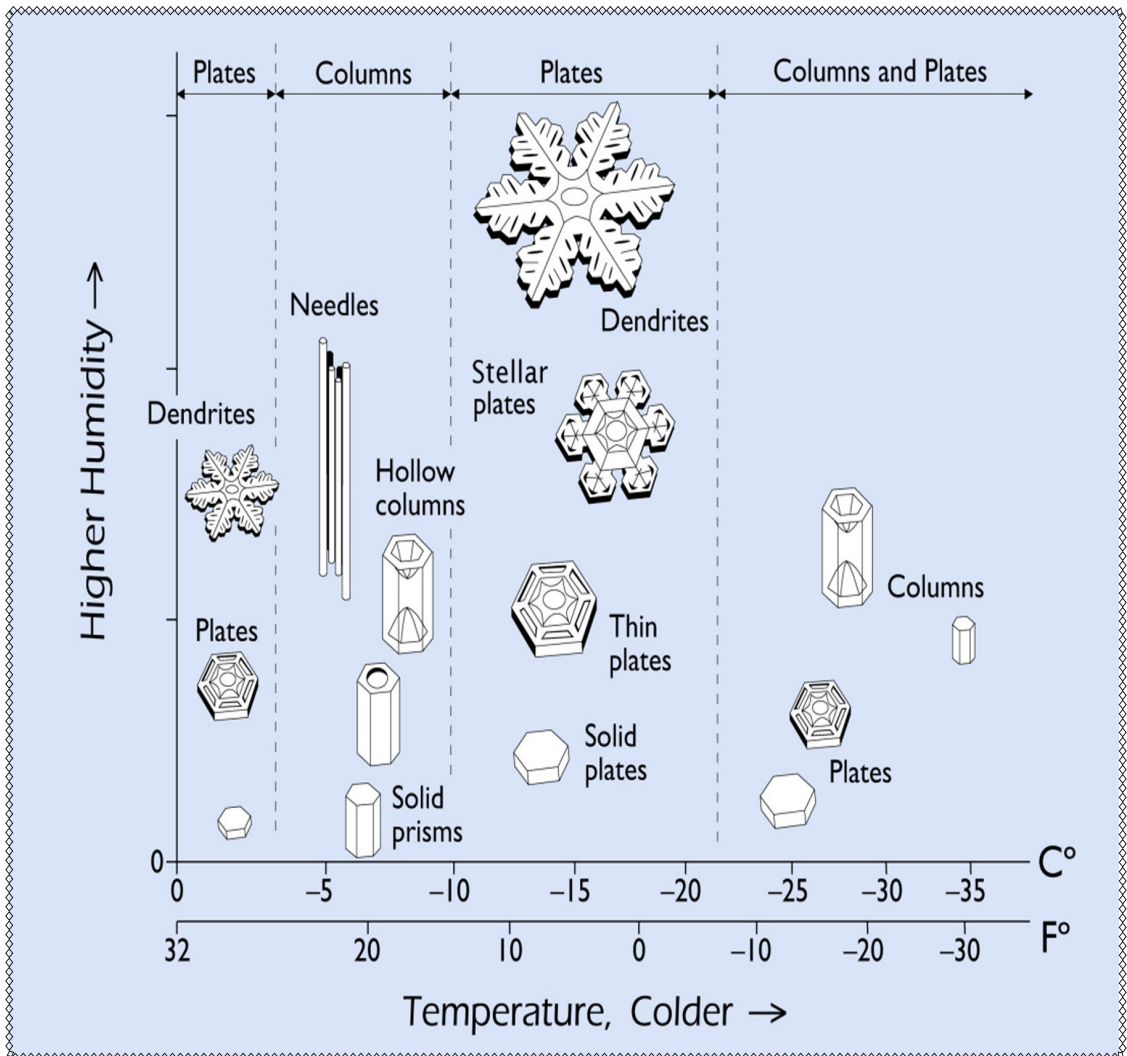 Plates
Columns
Plates
Columns and Plates
Needles
Dendrites
Stellar
plates
Dendrites
Hollow
columns
Columns
Plates
Thin
plates
Solid
plates
Plates
Solid
prisms
Higher Humidity →
0
C°
0 –5 –10 –15 –20 –25 –30 –35
F°
32 20 10 0 –10 –20 –30
Temperature, Colder →